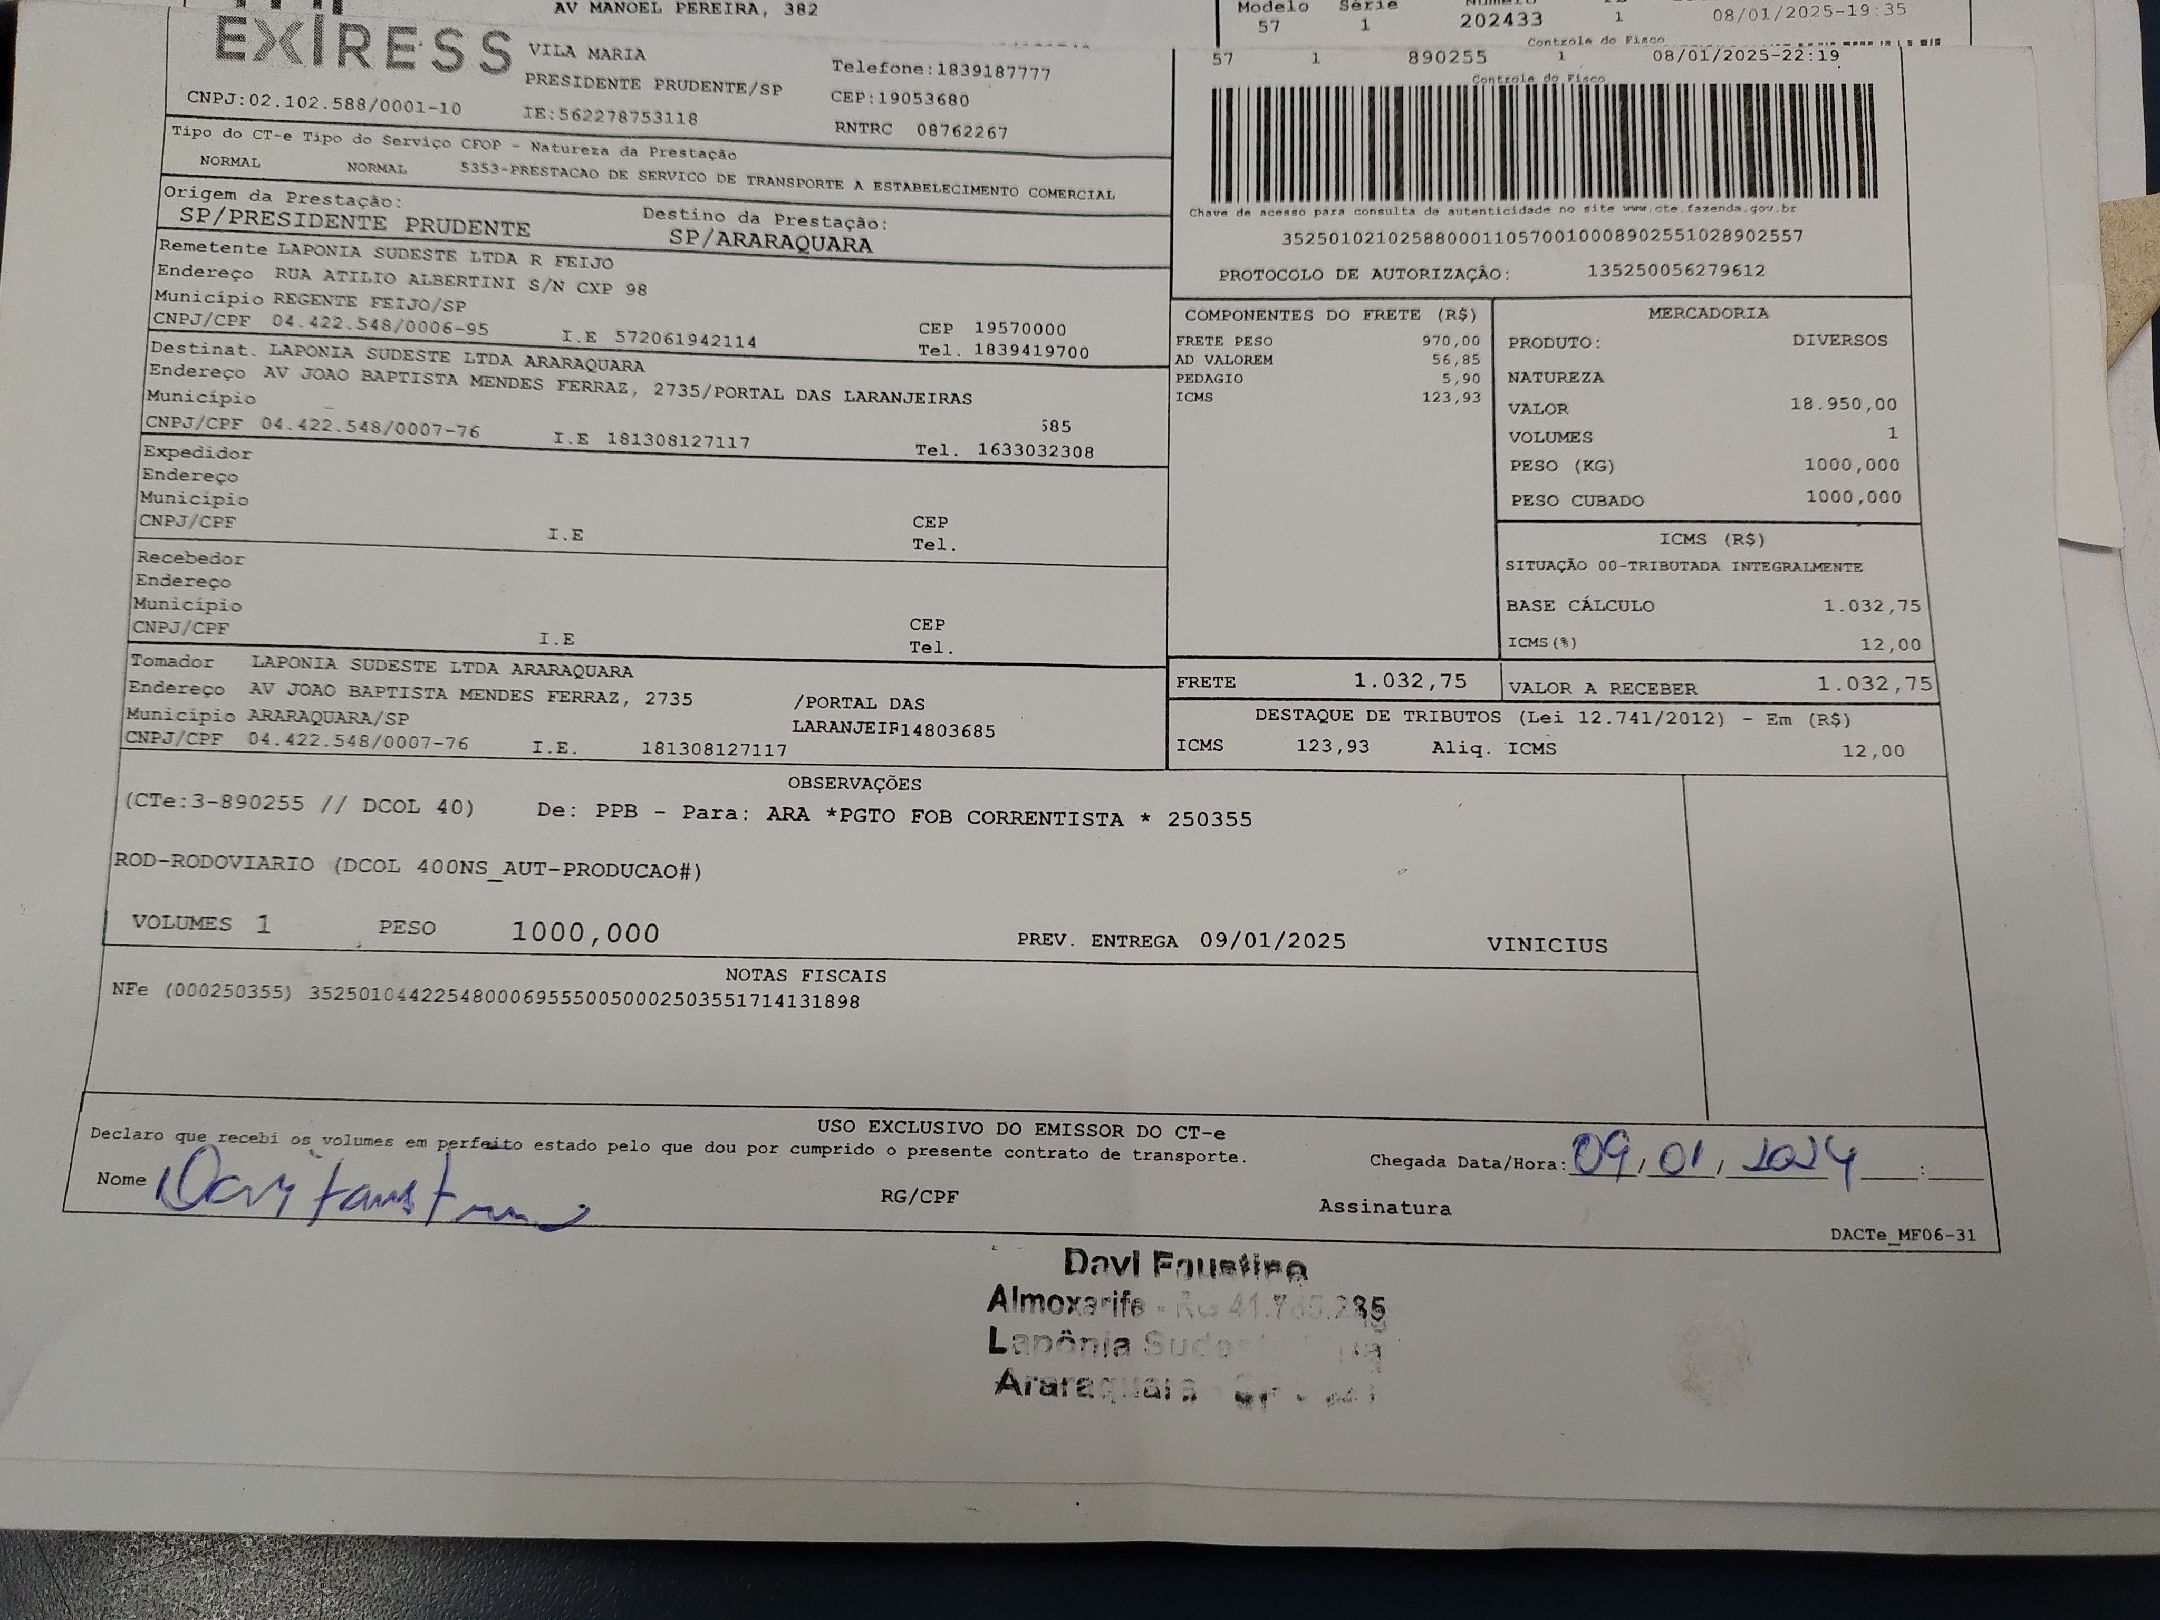 AV MANOEL PEREIRA, 382
Modelo Série
57 1 202433 1 08/01/2025-19:35
Controle do Fisco
VILA MARIA
PRESIDENTE PRUDENTE/SP
CNPJ:02.102.588/0001-10 IE:562278753118
Telefone:1839187777
CEP:19053680
RNTRC 08762267
57 1 890255 1 08/01/2025-22:19
Controle do Fisco
Tipo do CT-e Tipo do Serviço CFOP - Natureza da Prestação
NORMAL NORMAL 5353-PRESTACAO DE SERVICO DE TRANSPORTE A ESTABELECIMENTO COMERCIAL
Chave de acesso para consulta de autenticidade no site www.cte.fazenda.gov.br
35250102102588000110570010008902551028902557
PROTOCOLO DE AUTORIZAÇÃO: 135250056279612
Origem da Prestação: Destino da Prestação:
SP/PRESIDENTE PRUDENTE SP/ARARAQUARA
Remetente LAPONIA SUDESTE LTDA R FEIJO
Endereço RUA ATILIO ALBERTINI S/N CXP 98
Município REGENTE FEIJO/SP CEP 19570000
CNPJ/CPF 04.422.548/0006-95 I.E 572061942114 Tel. 1839419700
Destinat. LAPONIA SUDESTE LTDA ARARAQUARA
Endereço AV JOAO BAPTISTA MENDES FERRAZ, 2735/PORTAL DAS LARANJEIRAS
Município 685
CNPJ/CPF 04.422.548/0007-76 I.E 181308127117 Tel. 1633032308
Expedidor
Endereço
Município CEP
CNPJ/CPF I.E Tel.
Recebedor
Endereço
Município CEP
CNPJ/CPF I.E Tel.
Tomador LAPONIA SUDESTE LTDA ARARAQUARA
Endereço AV JOAO BAPTISTA MENDES FERRAZ, 2735 /PORTAL DAS
Município ARARAQUARA/SP LARANJEIR14803685
CNPJ/CPF 04.422.548/0007-76 I.E. 181308127117
COMPONENTES DO FRETE (R$)
FRETE PESO 970,00
AD VALOREM 56,85
PEDAGIO 5,90
ICMS 123,93
MERCADORIA
PRODUTO: DIVERSOS
NATUREZA
VALOR 18.950,00
VOLUMES 1
PESO (KG) 1000,000
PESO CUBADO 1000,000
ICMS (R$)
SITUAÇÃO 00-TRIBUTADA INTEGRALMENTE
BASE CÁLCULO 1.032,75
ICMS(%) 12,00
FRETE 1.032,75 VALOR A RECEBER 1.032,75
DESTAQUE DE TRIBUTOS (Lei 12.741/2012) - Em (R$)
ICMS 123,93 Aliq. ICMS 12,00
OBSERVAÇÕES
(CTe:3-890255 // DCOL 40) De: PPB - Para: ARA *PGTO FOB CORRENTISTA * 250355
ROD-RODOVIARIO (DCOL 400NS_AUT-PRODUCAO#)
VOLUMES 1 PESO 1000,000 PREV. ENTREGA 09/01/2025 VINICIUS
NOTAS FISCAIS
NFe (000250355) 35250104422548000695550050002503551714131898
USO EXCLUSIVO DO EMISSOR DO CT-e
Declaro que recebi os volumes em perfeito estado pelo que dou por cumprido o presente contrato de transporte.
Chegada Data/Hora: 09/01/2024 :
Nome Davi Faustino RG/CPF Assinatura
DACTe_MF06-31
Davi Faustino
Almoxarife - RG
Lapônia Sudeste
Araraquara